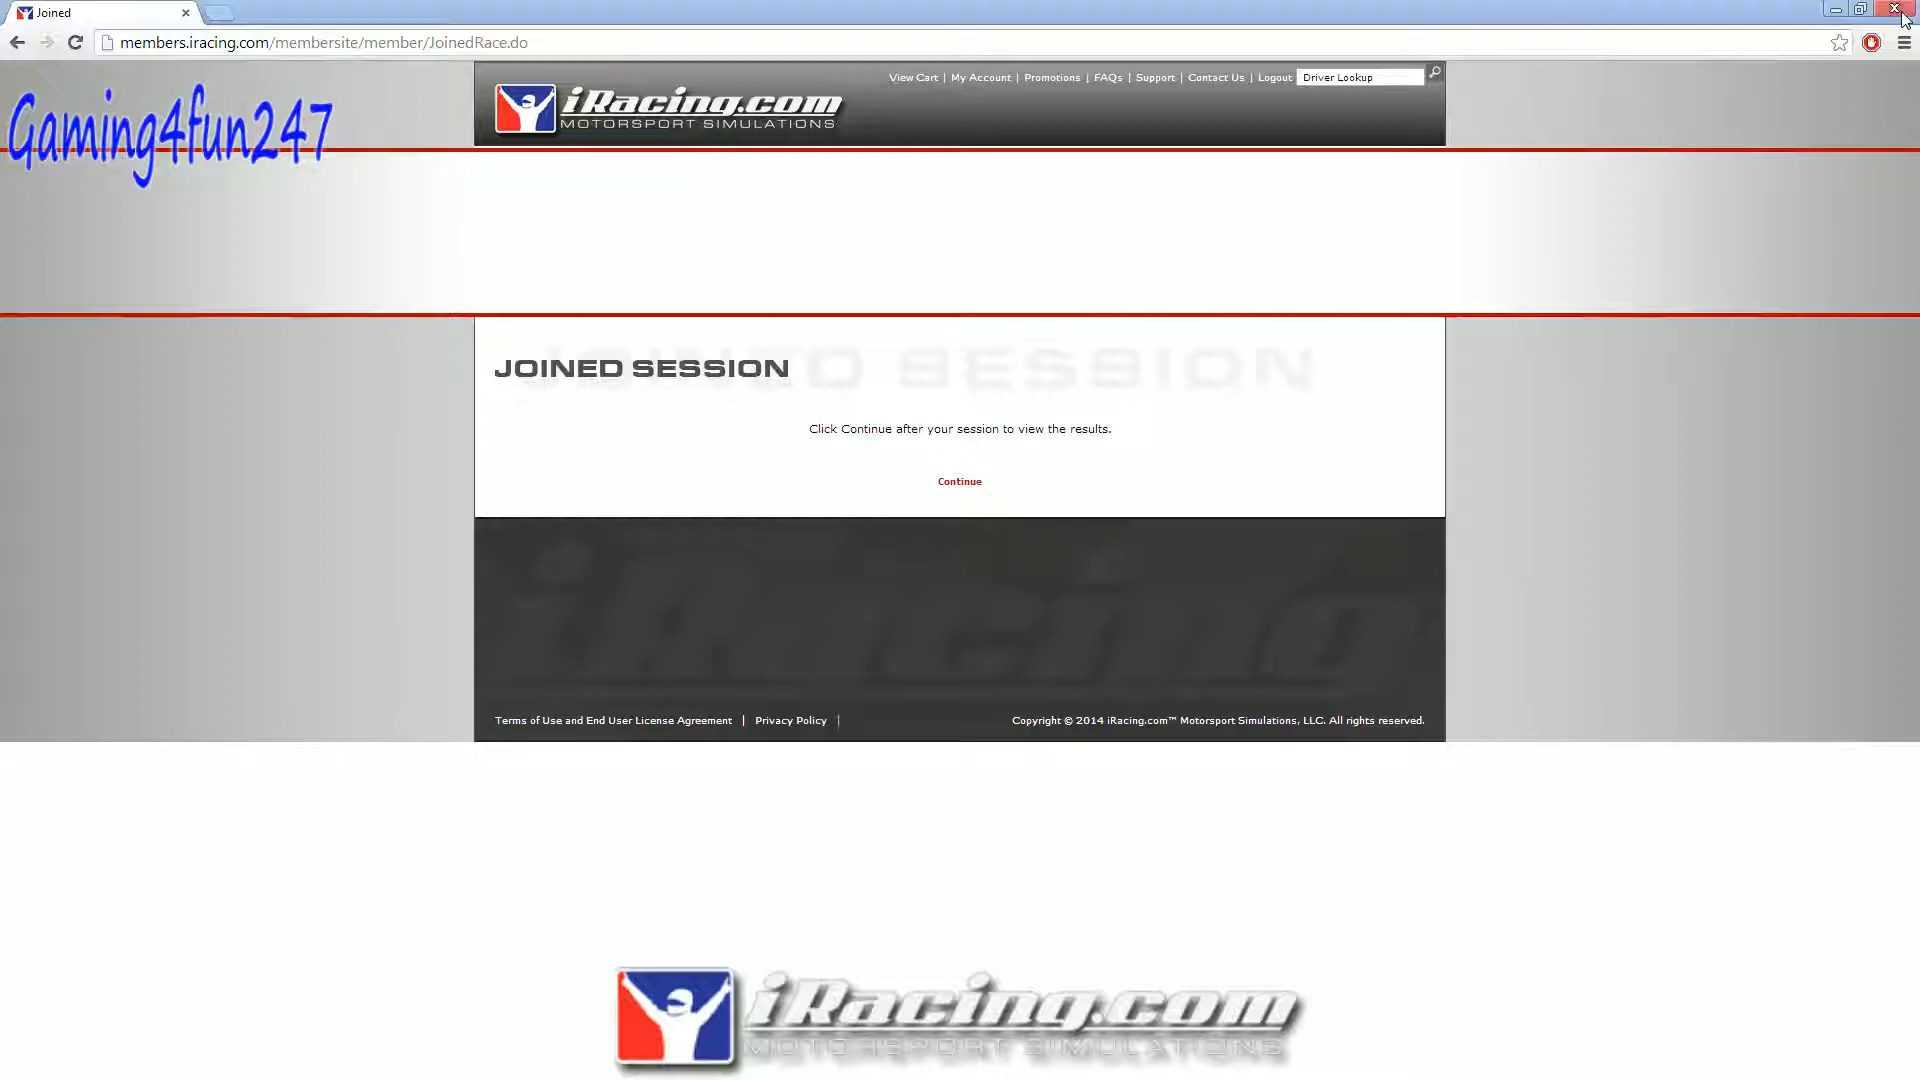 Joined
members.iracing.com/membersite/member/JoinedRace.do
View Cart | My Account | Promotions | FAQs | Support | Contact Us | Logout Driver Lookup
iRacing.com
MOTORSPORT SIMULATIONS
Gaming4fun247
JOINED SESSION
JOINED SESSION
Click Continue after your session to view the results.
Continue
iRacing
Terms of Use and End User License Agreement | Privacy Policy |
Copyright © 2014 iRacing.com™ Motorsport Simulations, LLC. All rights reserved.
iRacing.com
MOTORSPORT SIMULATIONS